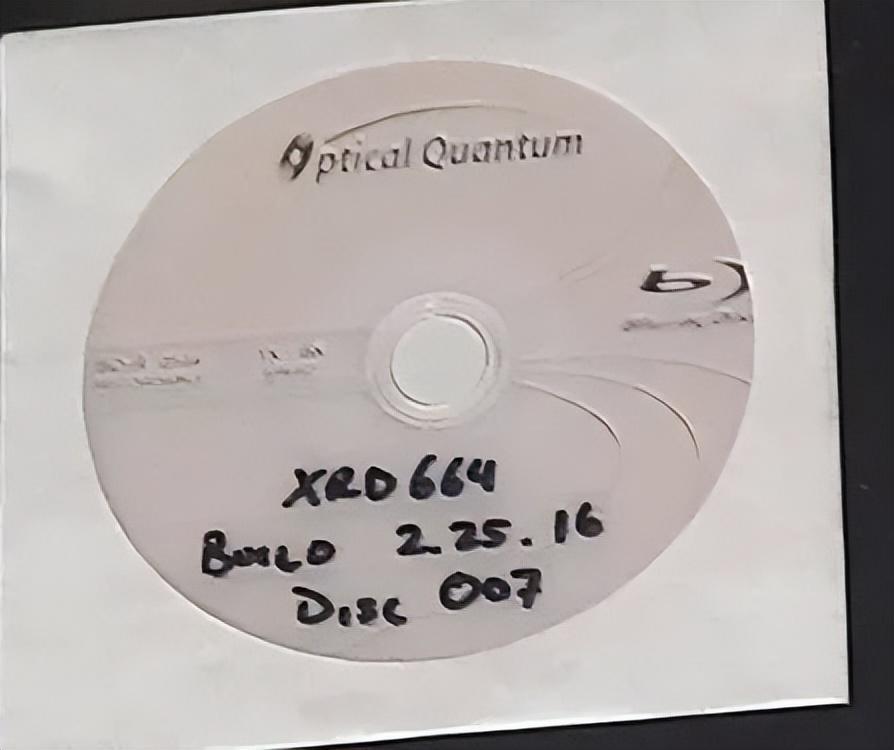 Optical Quantum
XRD664
BUILD 2.25.16
DISC 007